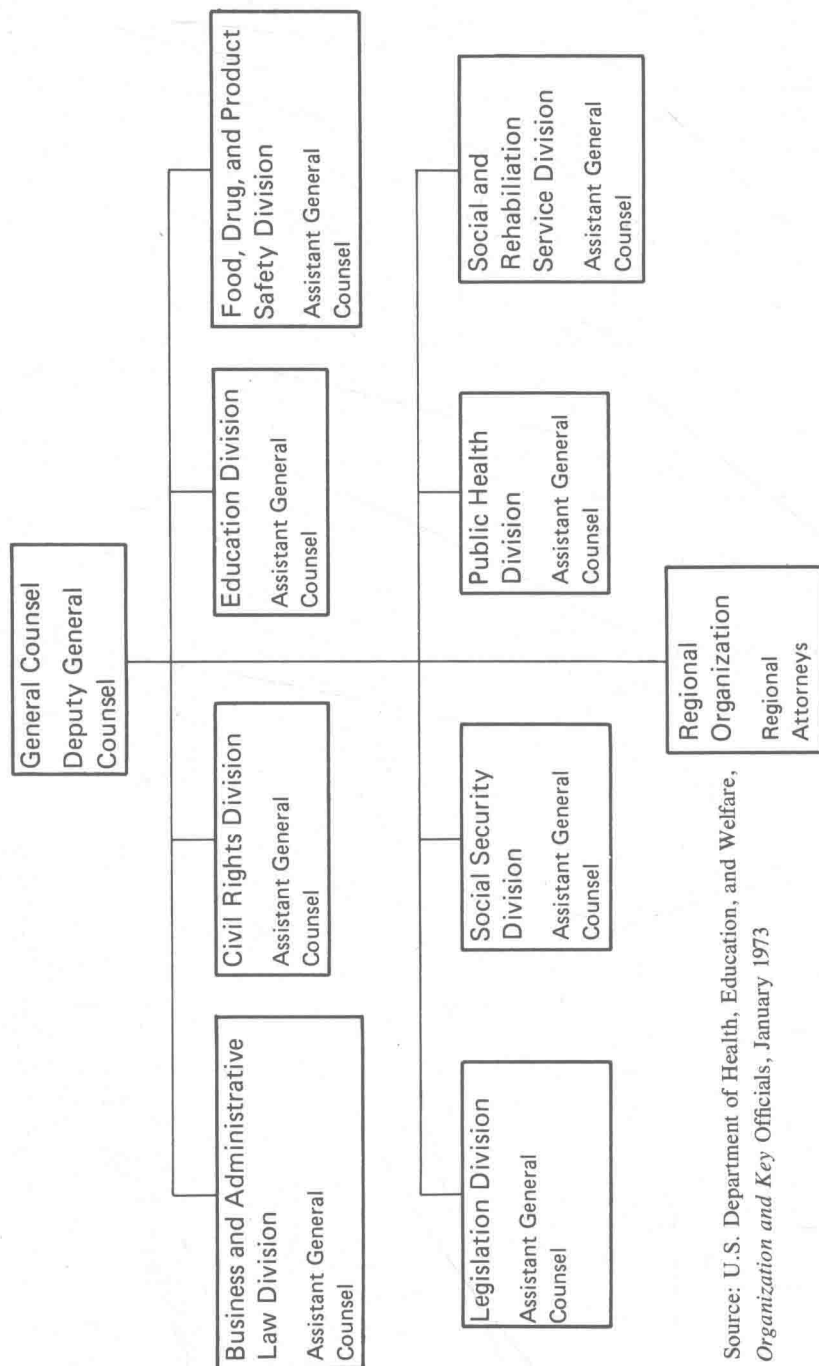 General Counsel
Deputy General
Counsel
Business and Administrative
Law Division
Assistant General
Counsel
Civil Rights Division
Assistant General
Counsel
Education Division
Assistant General
Counsel
Food, Drug, and Product
Safety Division
Assistant General
Counsel
Legislation Division
Assistant General
Counsel
Social Security
Division
Assistant General
Counsel
Public Health
Division
Assistant General
Counsel
Social and
Rehabiliation
Service Division
Assistant General
Counsel
Regional
Organization
Regional
Attorneys
Source: U.S. Department of Health, Education, and Welfare,
Organization and Key Officials, January 1973